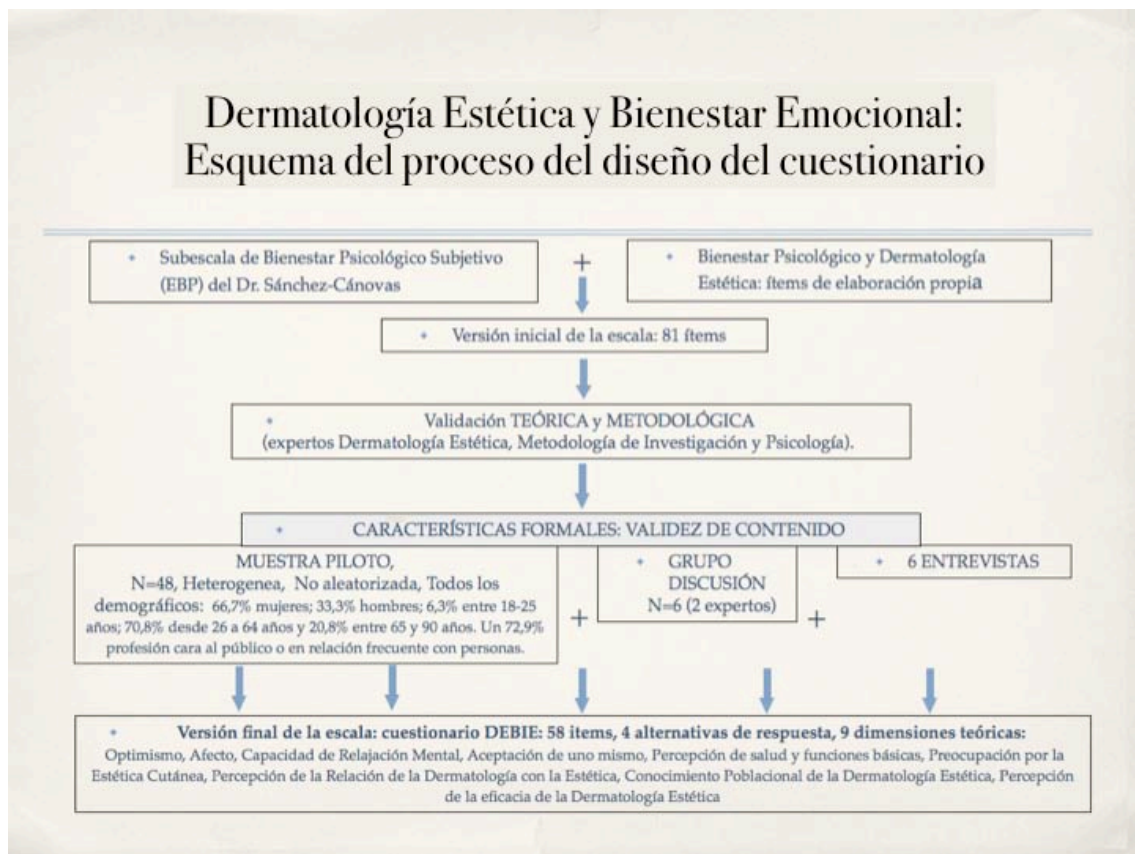 Dermatología Estética y Bienestar Emocional:
Esquema del proceso del diseño del cuestionario
• Subescala de Bienestar Psicológico Subjetivo
(EBP) del Dr. Sánchez-Cánovas
+
• Bienestar Psicológico y Dermatología
Estética: ítems de elaboración propia
• Versión inicial de la escala: 81 ítems
• Validación TEÓRICA y METODOLÓGICA
(expertos Dermatología Estética, Metodología de Investigación y Psicología).
• CARACTERÍSTICAS FORMALES: VALIDEZ DE CONTENIDO
MUESTRA PILOTO,
N=48, Heterogenea, No aleatorizada, Todos los
demográficos: 66,7% mujeres; 33,3% hombres; 6,3% entre 18-25
años; 70,8% desde 26 a 64 años y 20,8% entre 65 y 90 años. Un 72,9%
profesión cara al público o en relación frecuente con personas.
+
• GRUPO
DISCUSIÓN
N=6 (2 expertos)
+
• 6 ENTREVISTAS
• Versión final de la escala: cuestionario DEBIE: 58 items, 4 alternativas de respuesta, 9 dimensiones teóricas:
Optimismo, Afecto, Capacidad de Relajación Mental, Aceptación de uno mismo, Percepción de salud y funciones básicas, Preocupación por la
Estética Cutánea, Percepción de la Relación de la Dermatología con la Estética, Conocimiento Poblacional de la Dermatología Estética, Percepción
de la eficacia de la Dermatología Estética